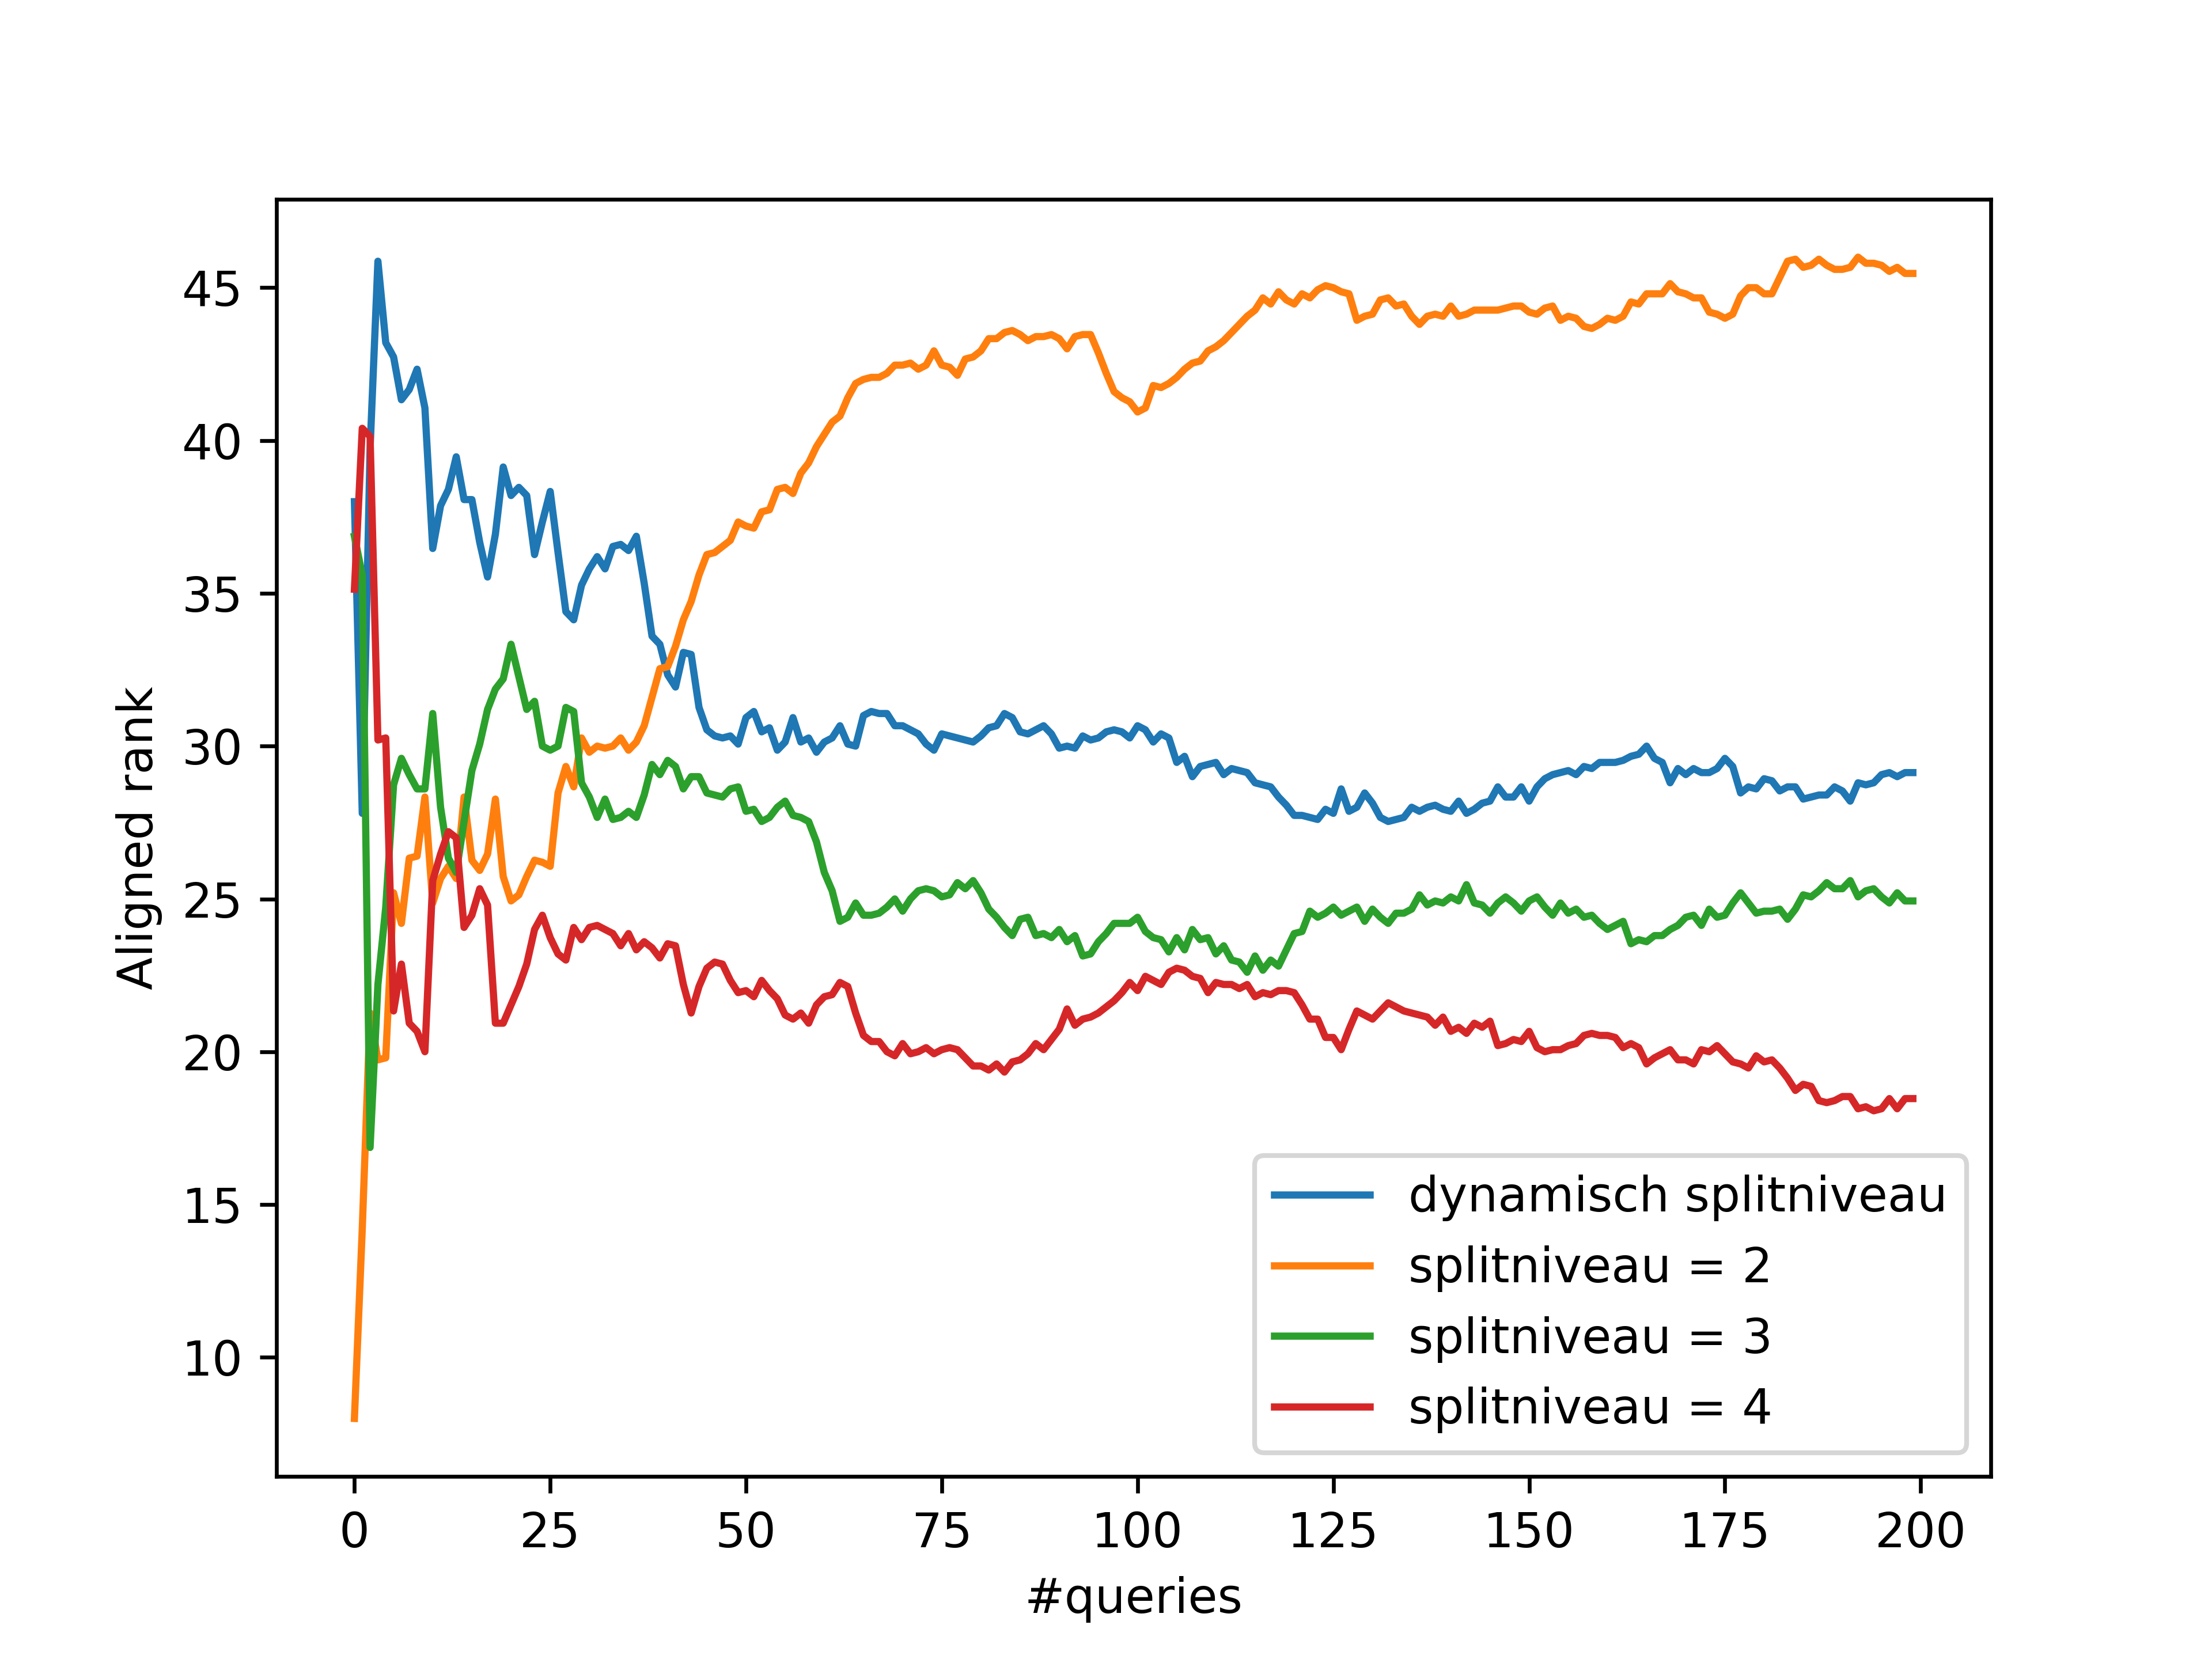 45
40
35
30
25
20
15
10
Aligned rank
dynamisch splitniveau
splitniveau = 2
splitniveau = 3
splitniveau = 4
0 25 50 75 100 125 150 175 200
#queries